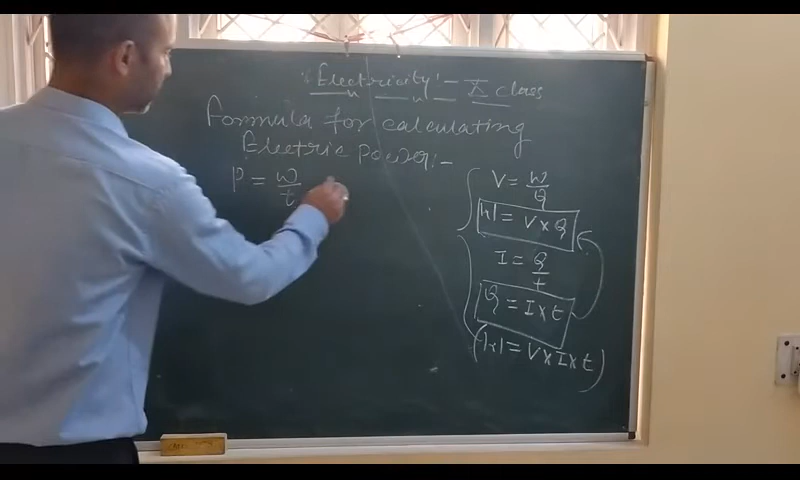 "Electricity":- X class
Formula for calculating
Electric Power:-
P = W/t
V = W/Q
W = V x Q
I = Q/t
Q = I x t
(W = V x I x t)